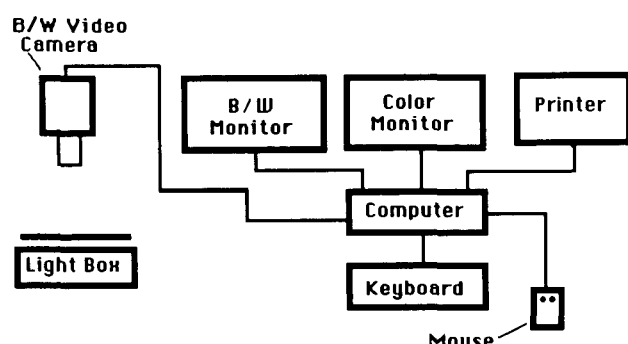 B/W Video
Camera
B/W
Monitor
Color
Monitor
Printer
Computer
Light Box
Keyboard
Mouse